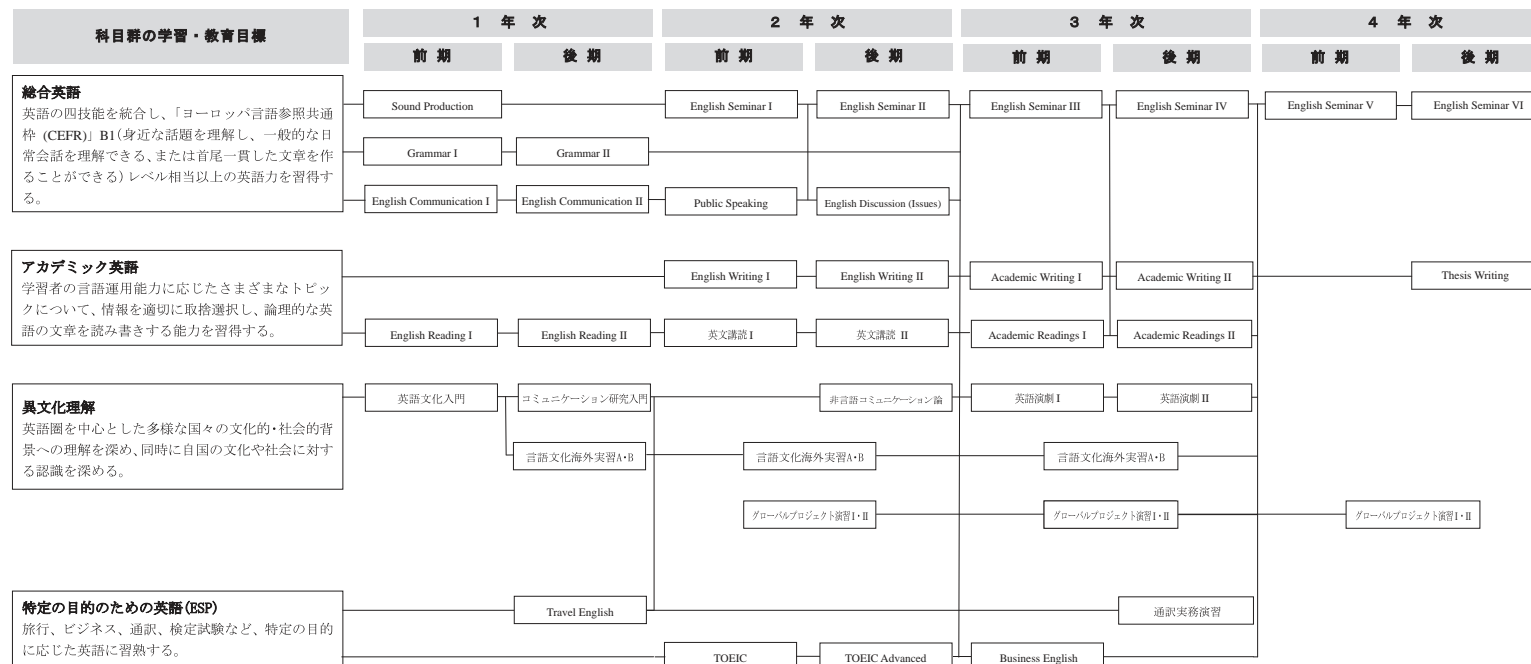 科目群の学習・教育目標
1 年 次
2 年 次
3 年 次
4 年 次
前 期
後 期
前 期
後 期
前 期
後 期
前 期
後 期
総合英語
英語の四技能を統合し、「ヨーロッパ言語参照共通
枠 (CEFR)」B1(身近な話題を理解し、一般的な日
常会話を理解できる、または首尾一貫した文章を作
ることができる)レベル相当以上の英語力を習得す
る。
Sound Production
English Seminar I
English Seminar II
English Seminar III
English Seminar IV
English Seminar V
English Seminar VI
Grammar I
Grammar II
English Communication I
English Communication II
Public Speaking
English Discussion (Issues)
アカデミック英語
学習者の言語運用能力に応じたさまざまなトピッ
クについて、情報を適切に取捨選択し、論理的な英
語の文章を読み書きする能力を習得する。
English Writing I
English Writing II
Academic Writing I
Academic Writing II
Thesis Writing
English Reading I
English Reading II
英文講読 I
英文講読 II
Academic Readings I
Academic Readings II
異文化理解
英語圏を中心とした多様な国々の文化的・社会的背
景への理解を深め、同時に自国の文化や社会に対す
る認識を深める。
英語文化入門
コミュニケーション研究入門
非言語コミュニケーション論
英語演劇 I
英語演劇 II
言語文化海外実習A・B
言語文化海外実習A・B
言語文化海外実習A・B
グローバルプロジェクト演習I・II
グローバルプロジェクト演習I・II
グローバルプロジェクト演習I・II
特定の目的のための英語(ESP)
旅行、ビジネス、通訳、検定試験など、特定の目的
に応じた英語に習熟する。
Travel English
通訳実務演習
TOEIC
TOEIC Advanced
Business English